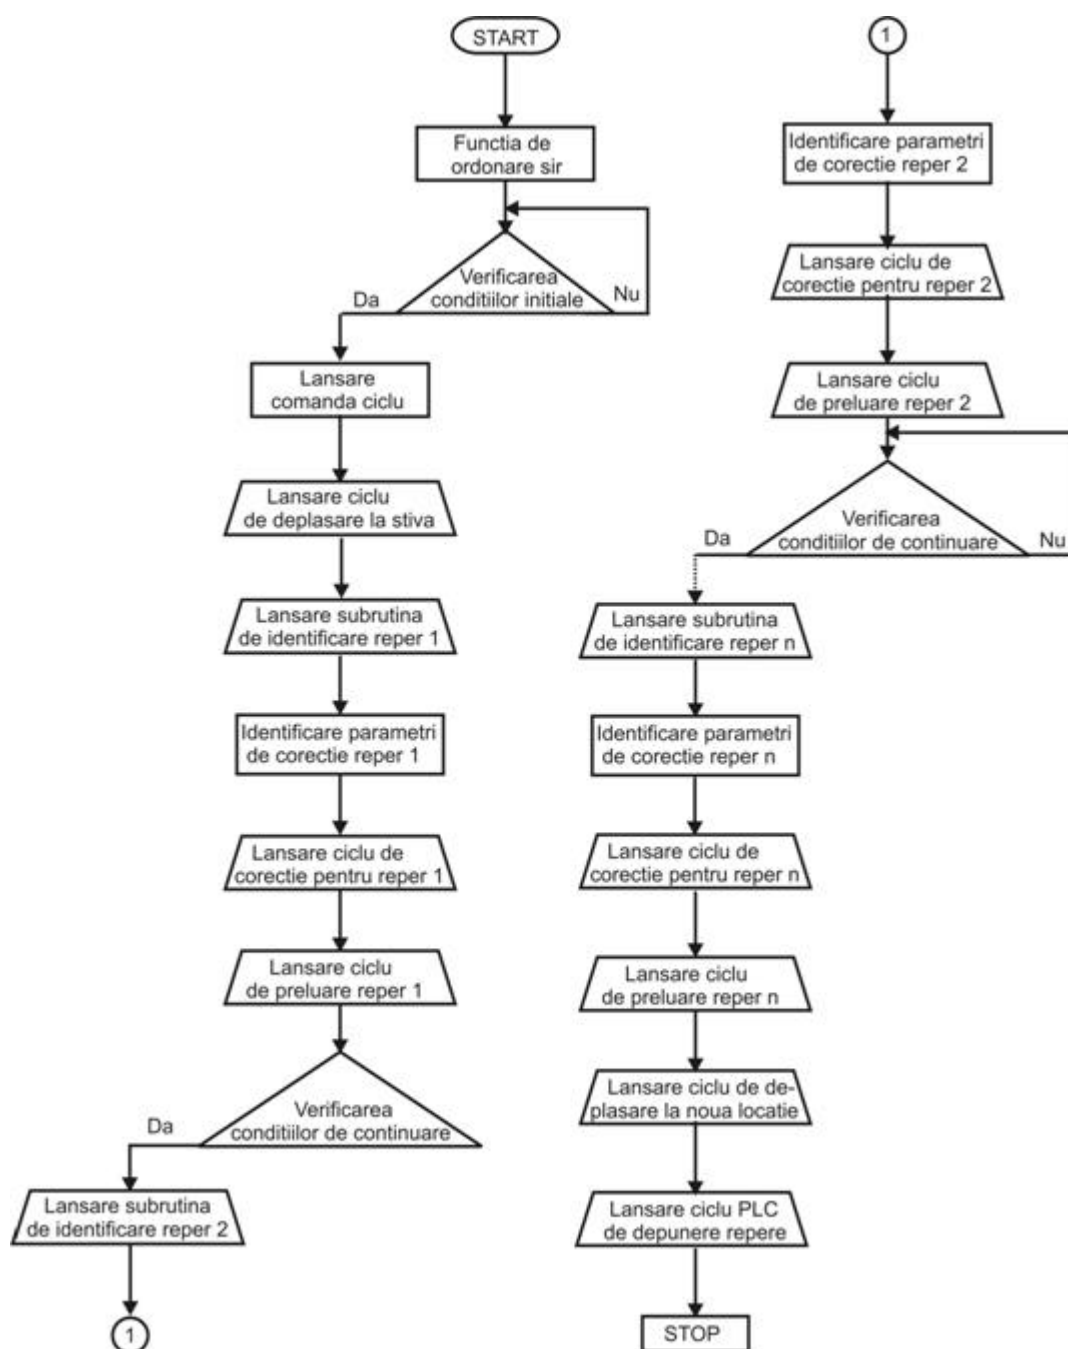 START
Functia de
ordonare sir
Verificarea
conditiilor initiale
Da
Nu
Lansare
comanda ciclu
Lansare ciclu
de deplasare la stiva
Lansare subrutina
de identificare reper 1
Identificare parametri
de corectie reper 1
Lansare ciclu de
corectie pentru reper 1
Lansare ciclu
de preluare reper 1
Verificarea
conditiilor de continuare
Da
Lansare subrutina
de identificare reper 2
1
1
Identificare parametri
de corectie reper 2
Lansare ciclu de
corectie pentru reper 2
Lansare ciclu
de preluare reper 2
Verificarea
conditiilor de continuare
Da
Nu
Lansare subrutina
de identificare reper n
Identificare parametri
de corectie reper n
Lansare ciclu de
corectie pentru reper n
Lansare ciclu
de preluare reper n
Lansare ciclu de de-
plasare la noua locatie
Lansare ciclu PLC
de depunere repere
STOP